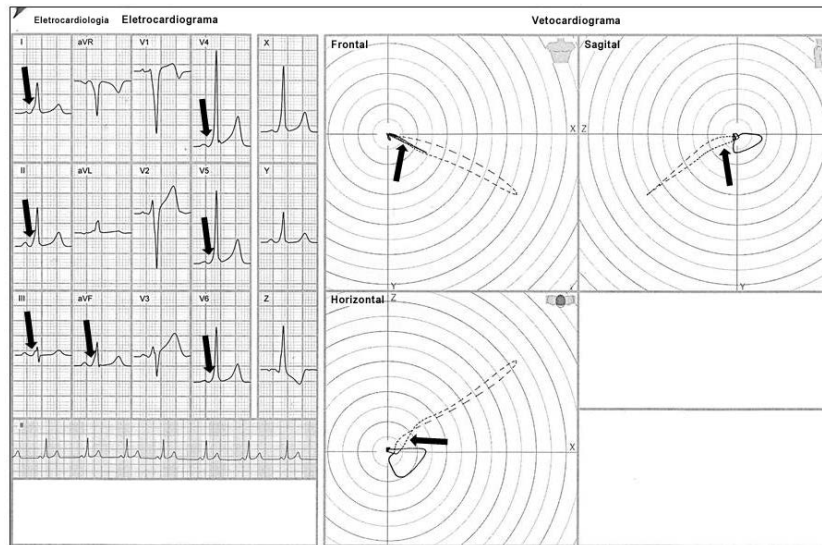 Eletrocardiologia Eletrocardiograma
Vetocardiograma
I
aVR
V1
V4
X
II
aVL
V2
V5
Y
III
aVF
V3
V6
Z
II
Frontal
X
Y
Sagital
Z
Y
Horizontal
Z
X